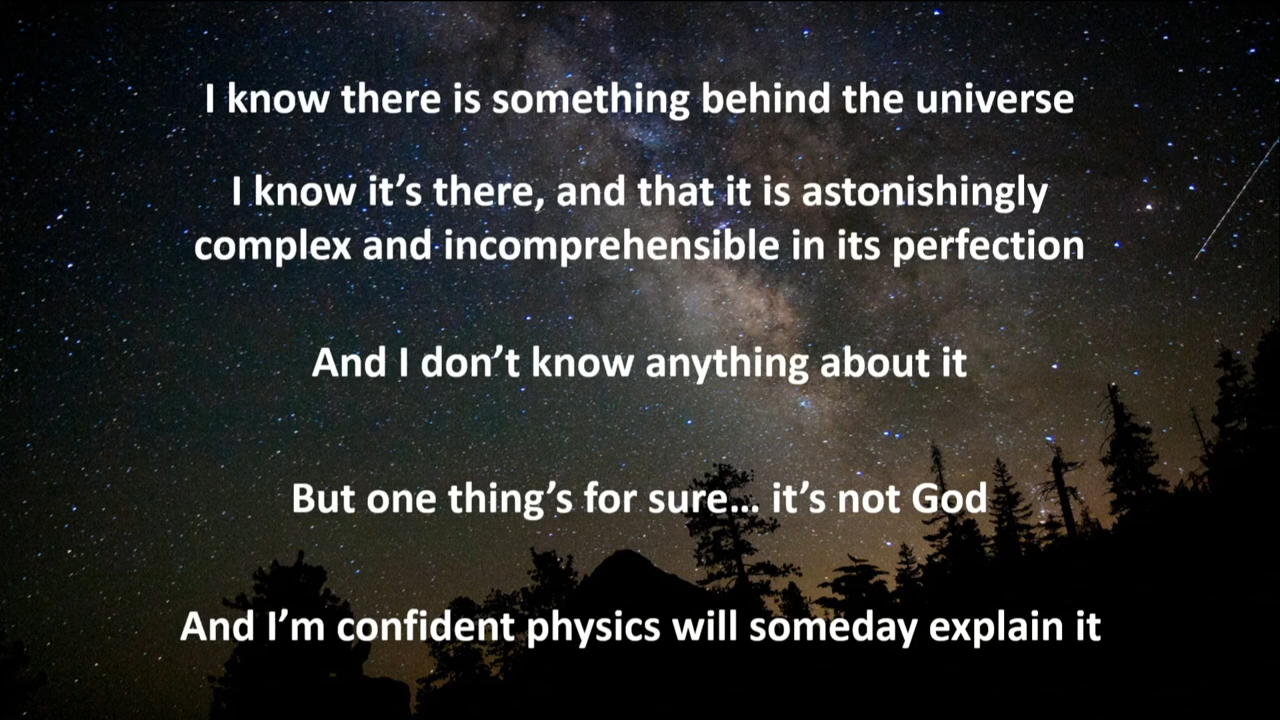 I know there is something behind the universe
I know it’s there, and that it is astonishingly
complex and incomprehensible in its perfection
And I don’t know anything about it
But one thing’s for sure... it’s not God
And I’m confident physics will someday explain it